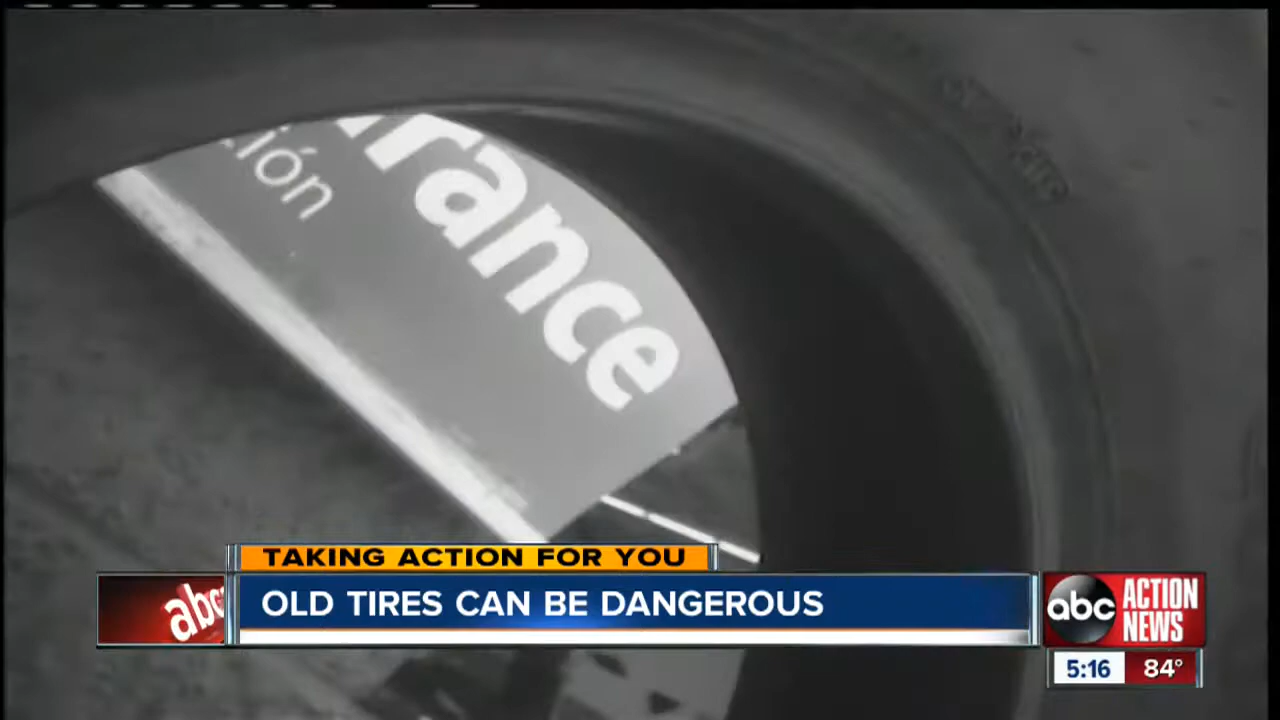 ión
rance
TAKING ACTION FOR YOU
OLD TIRES CAN BE DANGEROUS
abc
abc
ACTION
NEWS
5:16
84°